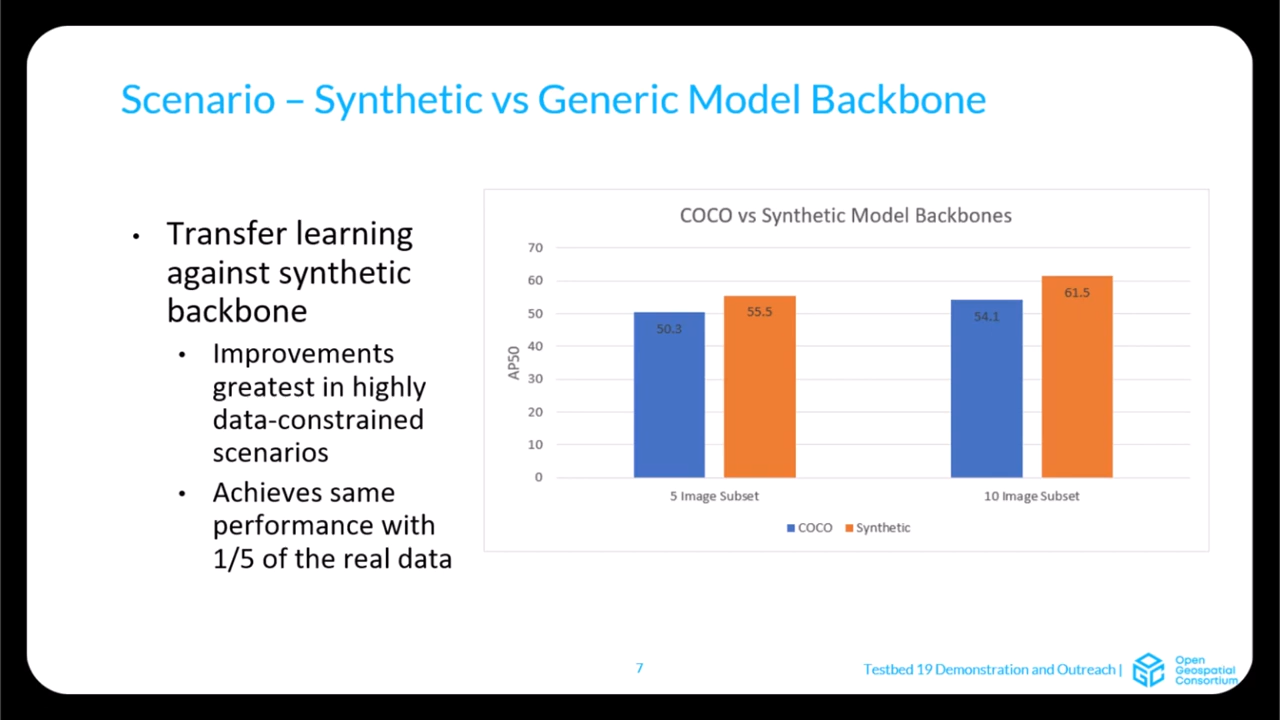 Scenario – Synthetic vs Generic Model Backbone
• Transfer learning
against synthetic
backbone
• Improvements
greatest in highly
data-constrained
scenarios
• Achieves same
performance with
1/5 of the real data
COCO vs Synthetic Model Backbones
AP50
70
60
50
40
30
20
10
0
50.3
55.5
54.1
61.5
5 Image Subset
10 Image Subset
COCO
Synthetic
7
Testbed 19 Demonstration and Outreach |
OGC
Open
Geospatial
Consortium